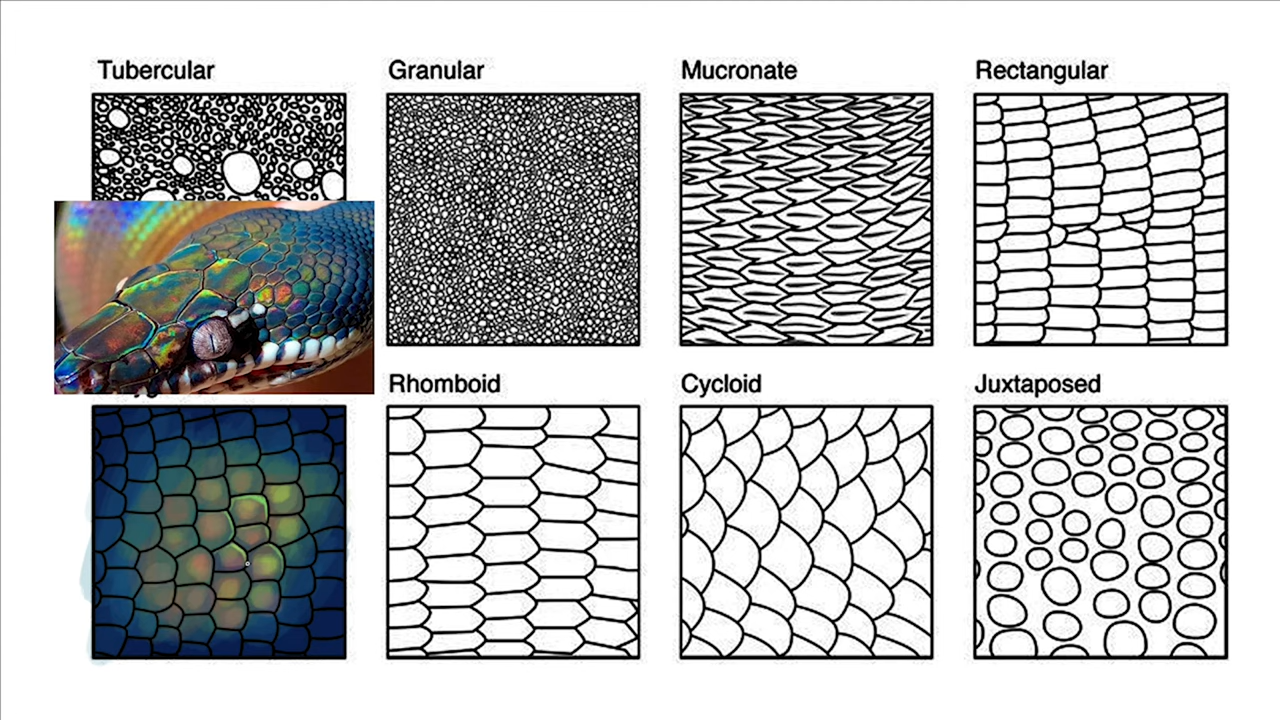 Tubercular
Granular
Mucronate
Rectangular
Rhomboid
Cycloid
Juxtaposed